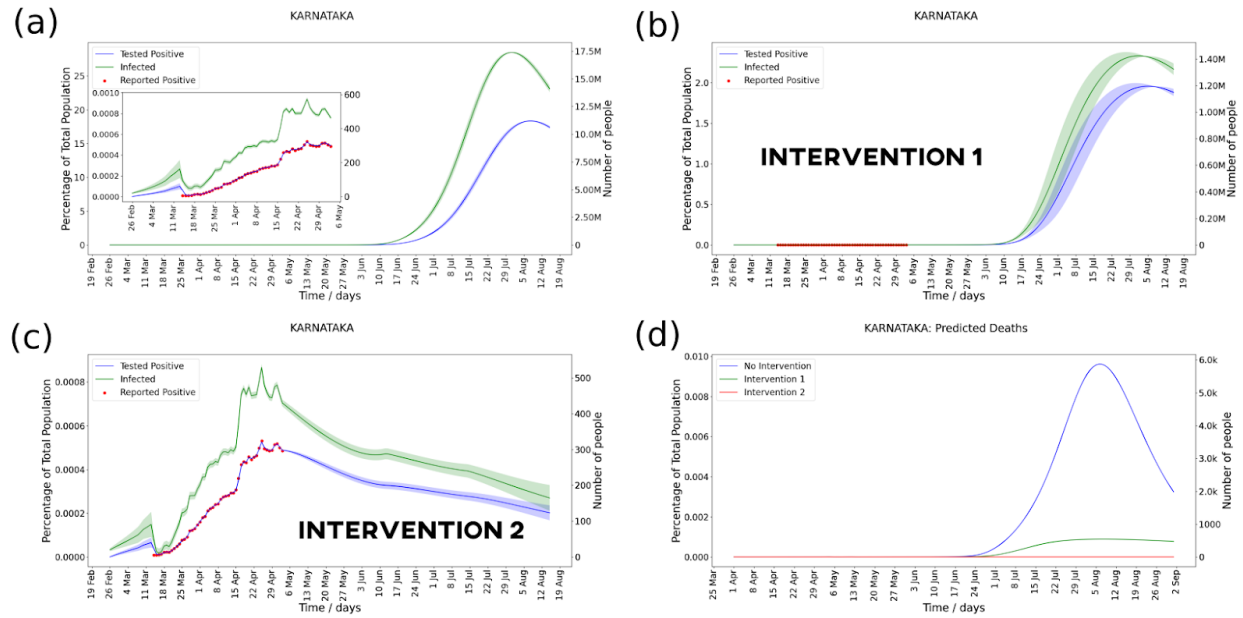 (a)
KARNATAKA
Tested Positive
Infected
Reported Positive
Percentage of Total Population
25
20
15
10
5
0
0.0010
0.0008
0.0006
0.0004
0.0002
0.0000
600
400
200
0
26 Feb
4 Mar
11 Mar
18 Mar
25 Mar
1 Apr
8 Apr
15 Apr
22 Apr
29 Apr
6 May
17.5M
15.0M
12.5M
10.0M
7.50M
5.00M
2.50M
0
Number of people
19 Feb
26 Feb
4 Mar
11 Mar
18 Mar
25 Mar
1 Apr
8 Apr
15 Apr
22 Apr
29 Apr
6 May
13 May
20 May
27 May
3 Jun
10 Jun
17 Jun
24 Jun
1 Jul
8 Jul
15 Jul
22 Jul
29 Jul
5 Aug
12 Aug
19 Aug
Time / days
(b)
KARNATAKA
Tested Positive
Infected
Reported Positive
INTERVENTION 1
Percentage of Total Population
2.0
1.5
1.0
0.5
0.0
1.40M
1.20M
1.00M
0.80M
0.60M
0.40M
0.20M
0
Number of people
19 Feb
26 Feb
4 Mar
11 Mar
18 Mar
25 Mar
1 Apr
8 Apr
15 Apr
22 Apr
29 Apr
6 May
13 May
20 May
27 May
3 Jun
10 Jun
17 Jun
24 Jun
1 Jul
8 Jul
15 Jul
22 Jul
29 Jul
5 Aug
12 Aug
19 Aug
Time / days
(c)
KARNATAKA
Tested Positive
Infected
Reported Positive
INTERVENTION 2
Percentage of Total Population
0.0008
0.0006
0.0004
0.0002
0.0000
500
400
300
200
100
0
Number of people
19 Feb
26 Feb
4 Mar
11 Mar
18 Mar
25 Mar
1 Apr
8 Apr
15 Apr
22 Apr
29 Apr
6 May
13 May
20 May
27 May
3 Jun
10 Jun
17 Jun
24 Jun
1 Jul
8 Jul
15 Jul
22 Jul
29 Jul
5 Aug
12 Aug
19 Aug
Time / days
(d)
KARNATAKA: Predicted Deaths
No Intervention
Intervention 1
Intervention 2
Percentage of Total Population
0.010
0.008
0.006
0.004
0.002
0.000
6.0k
5.0k
4.0k
3.0k
2.0k
1000
0
Number of people
25 Mar
1 Apr
8 Apr
15 Apr
22 Apr
29 Apr
6 May
13 May
20 May
27 May
3 Jun
10 Jun
17 Jun
24 Jun
1 Jul
8 Jul
15 Jul
22 Jul
29 Jul
5 Aug
12 Aug
19 Aug
26 Aug
2 Sep
Time / days